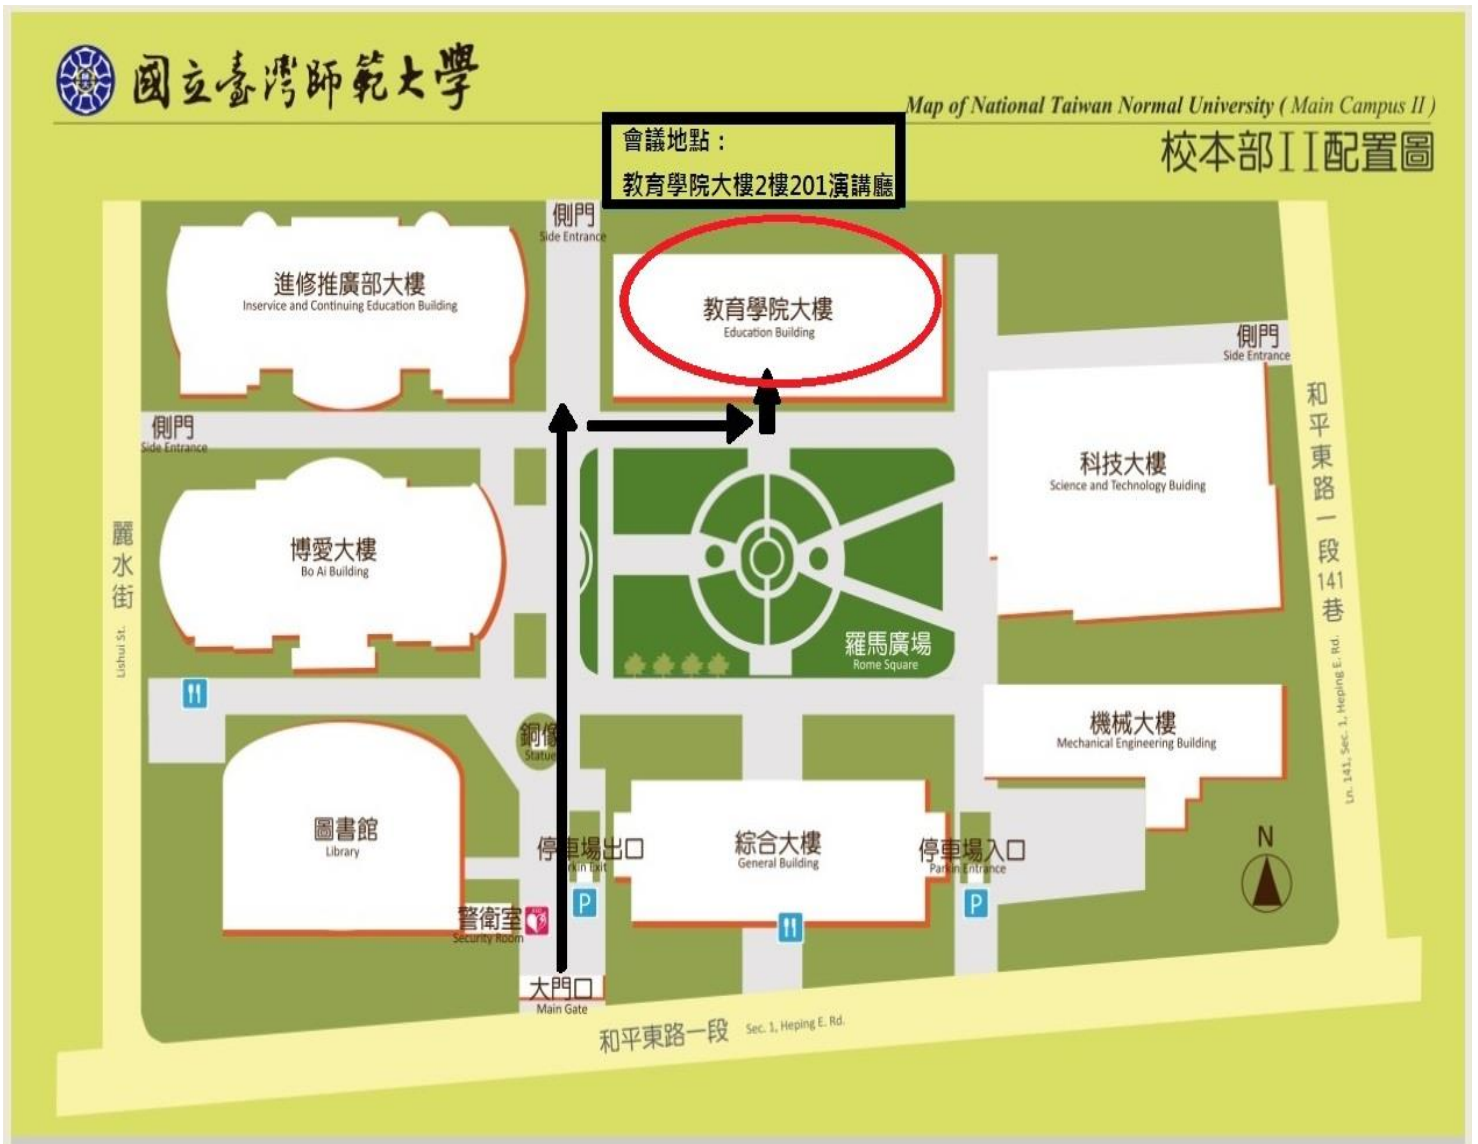 國立臺灣師範大學
Map of National Taiwan Normal University ( Main Campus II )
校本部II配置圖
會議地點：
教育學院大樓2樓201演講廳
側門
Side Entrance
進修推廣部大樓
Inservice and Continuing Education Building
教育學院大樓
Education Building
側門
Side Entrance
側門
Side Entrance
科技大樓
Science and Technology Buiding
博愛大樓
Bo Ai Building
麗水街
Lishui St.
和平東路一段141巷
Ln. 141, Sec. 1, Heping E. Rd.
羅馬廣場
Rome Square
銅像
Statue
機械大樓
Mechanical Engineering Building
圖書館
Library
停車場出口
Parkin Exit
P
綜合大樓
General Building
停車場入口
Parkin Entrance
P
N
警衛室
Security Room
大門口
Main Gate
和平東路一段 Sec. 1, Heping E. Rd.